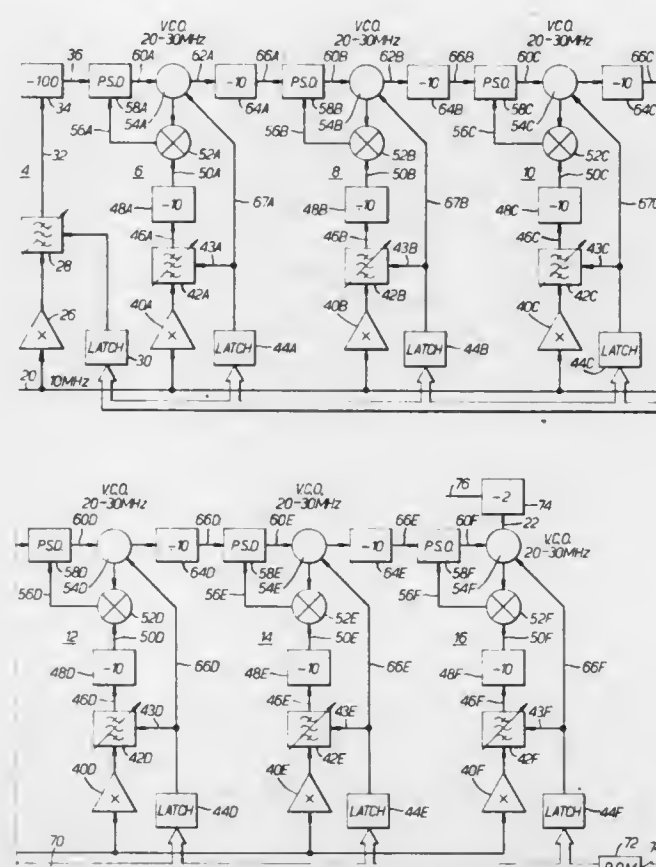 V.C.O. 20-30MHz V.C.O. 20-30MHz V.C.O. 20-30MHz
36 60A 62A 66A 60B 62B 66B 60C 62C 66C
-100 P.S.D -10 P.S.D. -10 P.S.D
34 58A 54A 64A 58B 54B 64B 58C 54C 64C
56A 56B 56C
32 52A 52B 52C
4 6 50A 8 50B 10 50C
48A -10 67A 48B -10 67B 48C -10
46A 43A 46B 43B 46C 43C
28 42A 42B 42C
26 40A 40B 40C
× LATCH × LATCH × LATCH × LATCH
30 44A 44B 44C
20 10MHz
V.C.O. 20-30MHz V.C.O. 20-30MHz 76 -2 74
22
60D 66D 60E 66E 60F V.C.O. 20-30MHz
P.S.D. -10 P.S.D. -10 P.S.D.
58D 54D 64D 58E 54E 64E 58F 54F
56D 56E 56F
52D 52E 52F
12 50D 14 50E 16 50F
48D -10 66D 48E -10 66E 48F -10 66F
46D 43D 46E 43E 46F 43F
42D 42E 42F
40D 40E 40F
× LATCH 44D × LATCH 44E × LATCH 44F
70 72